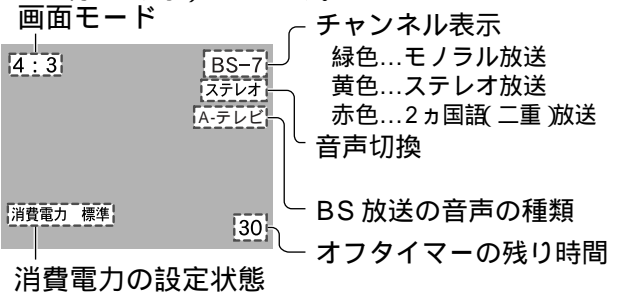 画面モード
4：3
BS-7
ステレオ
A-テレビ
消費電力　標準
30
消費電力の設定状態
チャンネル表示
緑色…モノラル放送
黄色…ステレオ放送
赤色…2ヵ国語(二重)放送
音声切換
BS放送の音声の種類
オフタイマーの残り時間